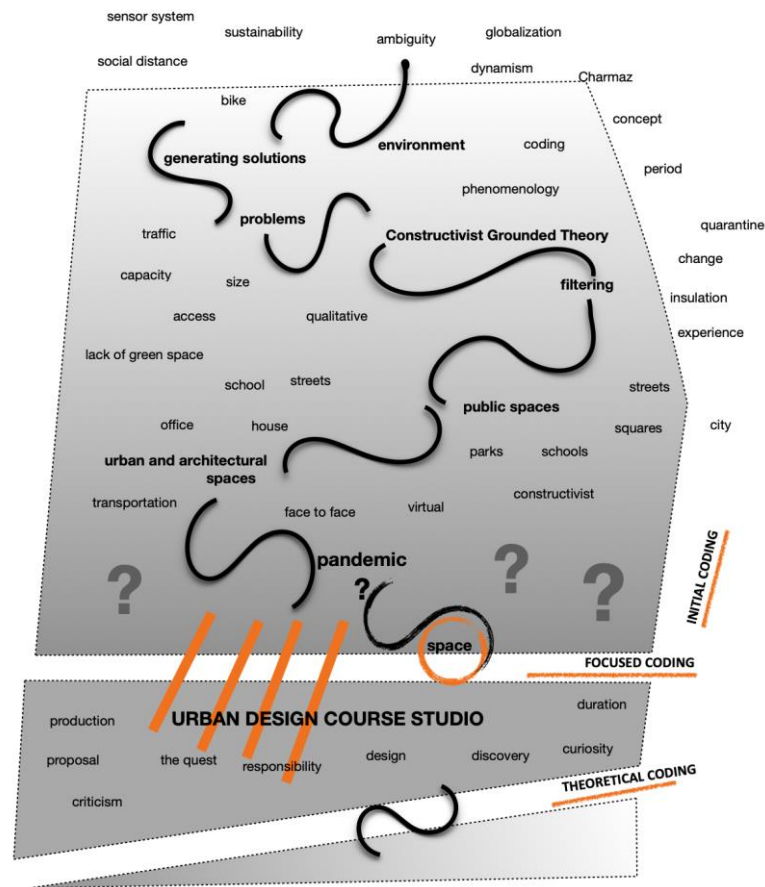 sensor system
sustainability
ambiguity
globalization
social distance
dynamism
Charmaz
bike
concept
generating solutions
environment
coding
period
phenomenology
problems
quarantine
traffic
Constructivist Grounded Theory
change
capacity
size
filtering
insulation
access
qualitative
experience
lack of green space
school
streets
streets
public spaces
office
house
squares
city
urban and architectural
spaces
parks
schools
transportation
face to face
virtual
constructivist
pandemic
?
?
?
?
INITIAL CODING
space
FOCUSED CODING
production
URBAN DESIGN COURSE STUDIO
duration
proposal
the quest
responsibility
design
discovery
curiosity
criticism
THEORETICAL CODING